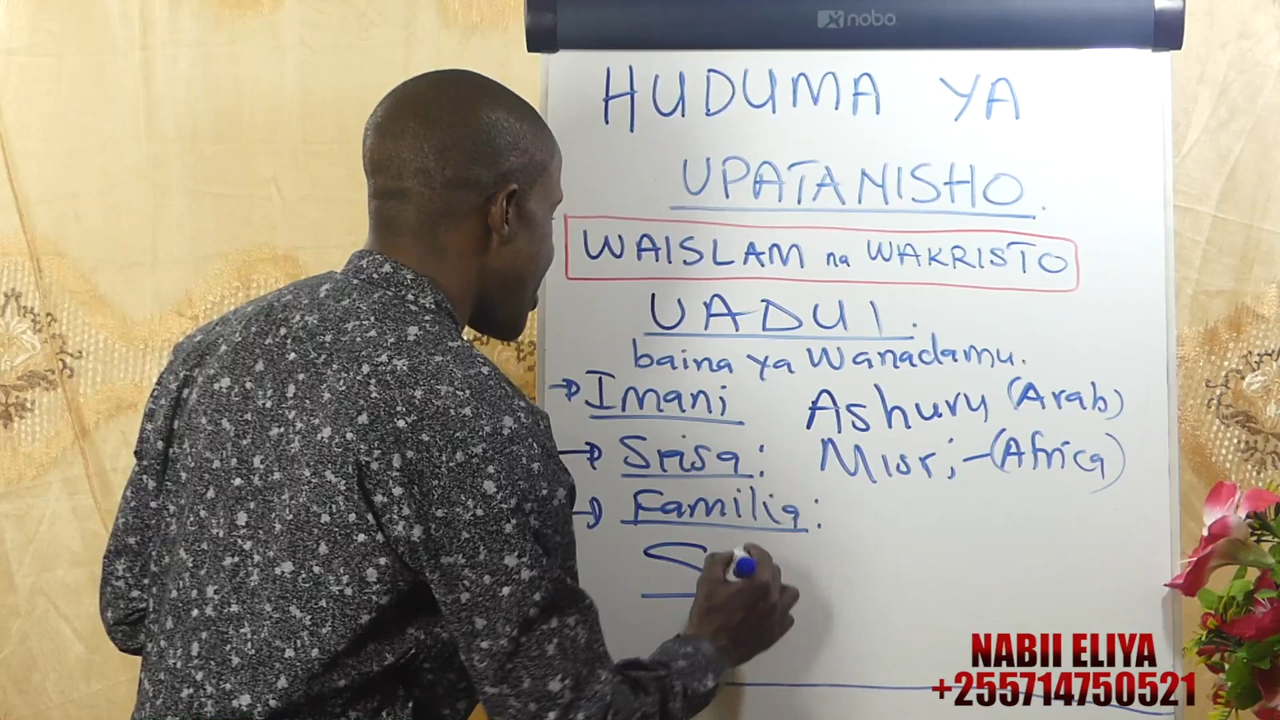 nobo
HUDUMA YA
UPATANISHO.
WAISLAM na WAKRISTO
UADUI.
baina ya Wanadamu.
→ Imani Ashuru (Arab)
→ Siasa: Misri - (Africa)
→ Familia:
S
NABII ELIYA
+255714750521